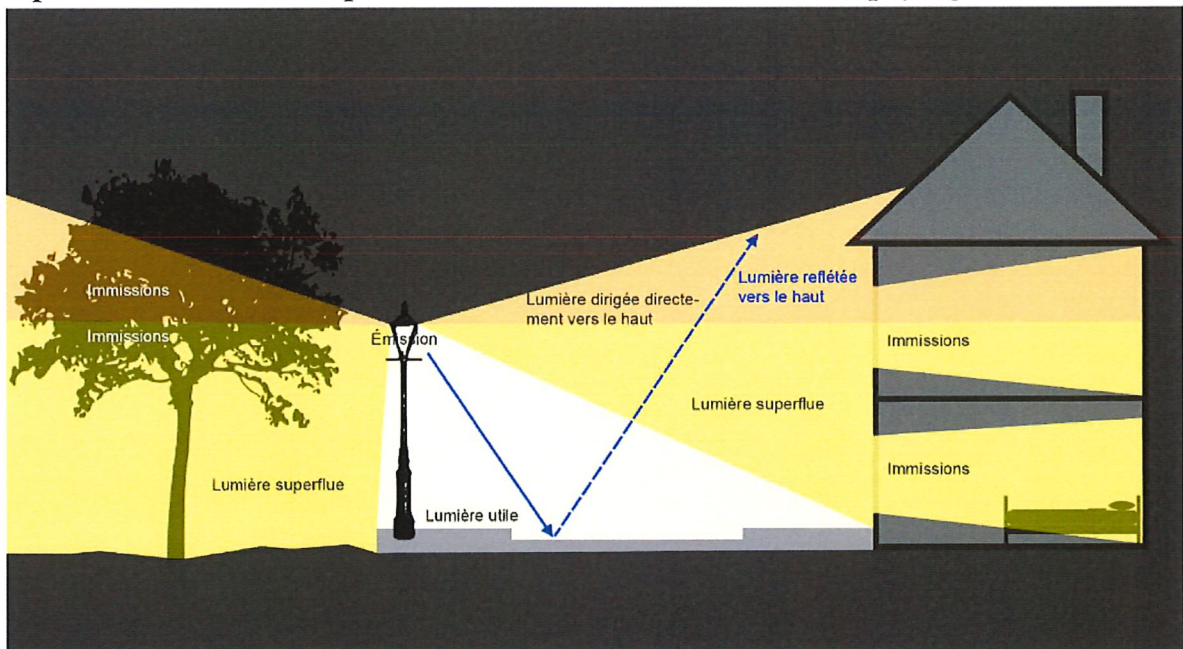 Immissions
Immissions
Émission
Lumière dirigée directe-
ment vers le haut
Lumière reflétée
vers le haut
Immissions
Lumière superflue
Immissions
Lumière superflue
Lumière utile